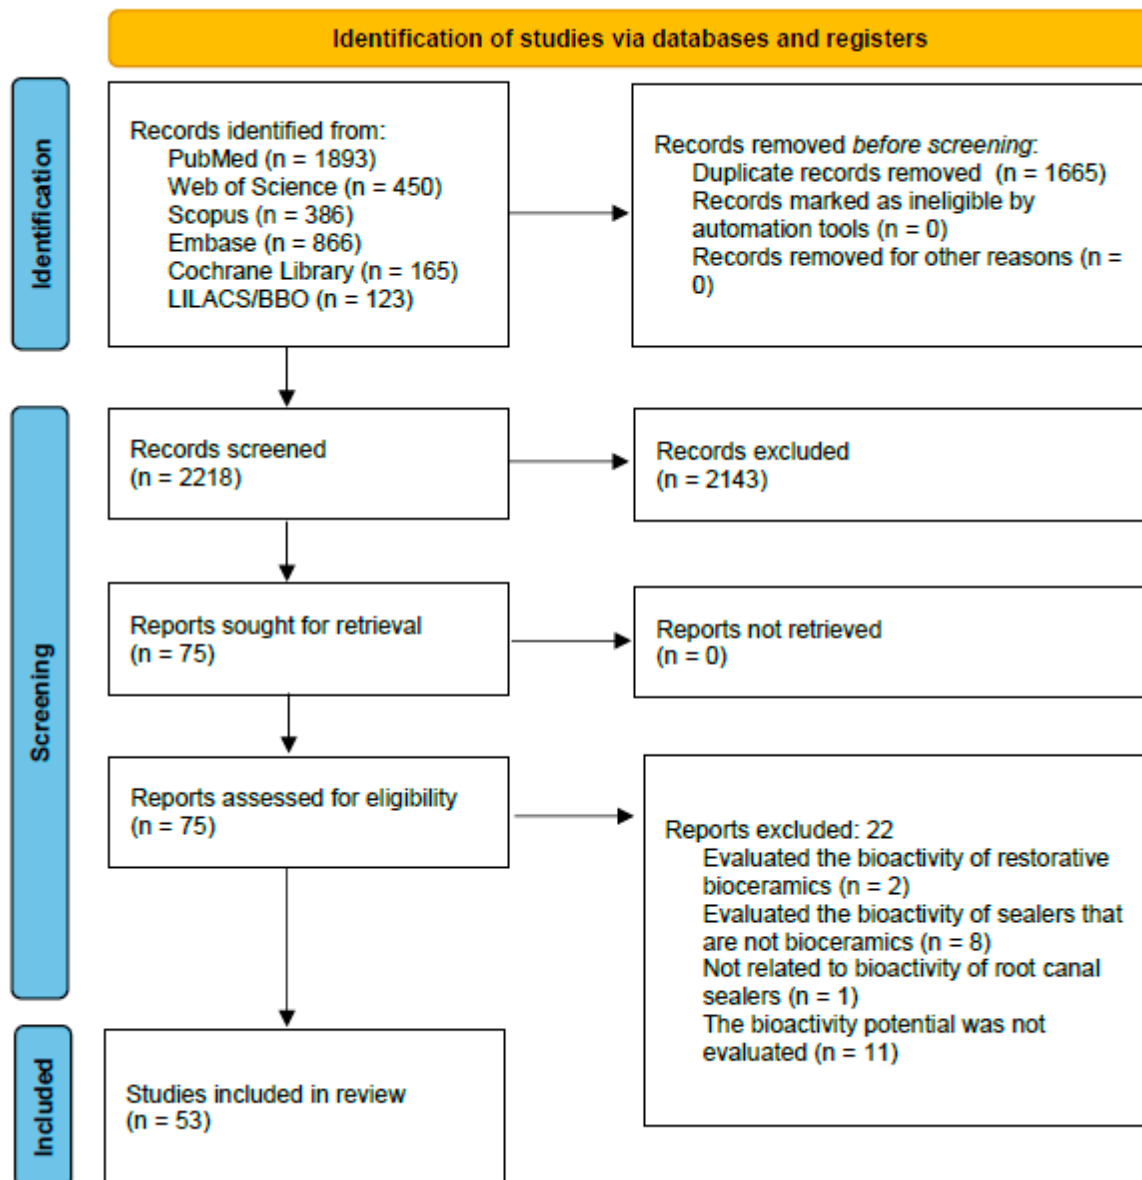 Identification of studies via databases and registers
Identification
Records identified from:
PubMed (n = 1893)
Web of Science (n = 450)
Scopus (n = 386)
Embase (n = 866)
Cochrane Library (n = 165)
LILACS/BBO (n = 123)
Records removed before screening:
Duplicate records removed (n = 1665)
Records marked as ineligible by
automation tools (n = 0)
Records removed for other reasons (n =
0)
Screening
Records screened
(n = 2218)
Records excluded
(n = 2143)
Reports sought for retrieval
(n = 75)
Reports not retrieved
(n = 0)
Reports assessed for eligibility
(n = 75)
Reports excluded: 22
Evaluated the bioactivity of restorative
bioceramics (n = 2)
Evaluated the bioactivity of sealers that
are not bioceramics (n = 8)
Not related to bioactivity of root canal
sealers (n = 1)
The bioactivity potential was not
evaluated (n = 11)
Included
Studies included in review
(n = 53)